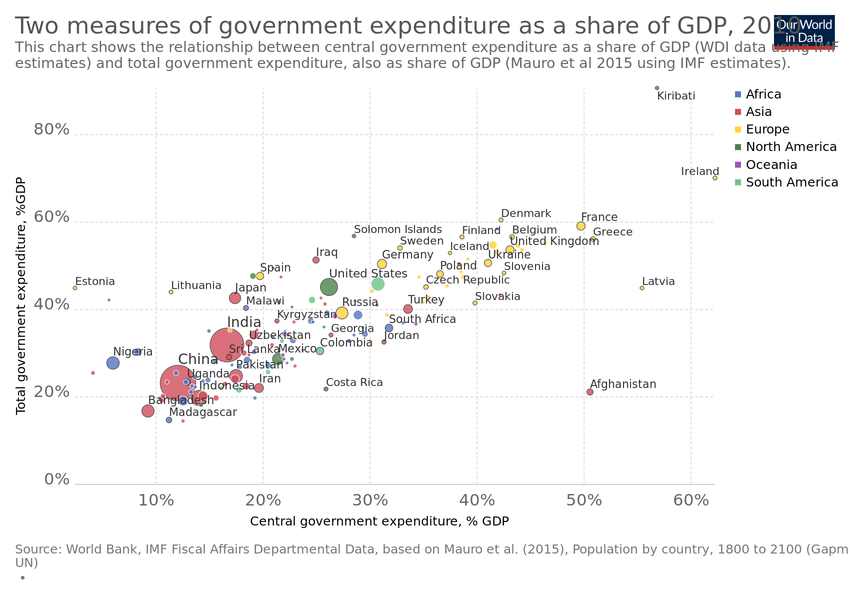 Two measures of government expenditure as a share of GDP, 2010
Our World
in Data
This chart shows the relationship between central government expenditure as a share of GDP (WDI data using IMF
estimates) and total government expenditure, also as share of GDP (Mauro et al 2015 using IMF estimates).
Kiribati
Africa
Asia
Europe
North America
Oceania
South America
80%
Ireland
60%
Denmark
France
Solomon Islands
Finland
Belgium
Greece
Sweden
Iceland
United Kingdom
Iraq
Germany
Ukraine
Spain
United States
Poland
Slovenia
Estonia
Lithuania
Japan
Czech Republic
Latvia
Malawi
Russia
Turkey
Slovakia
40%
Kyrgyzstan
South Africa
India
Georgia
Uzbekistan
Jordan
Nigeria
Sri Lanka
Mexico
Colombia
China
Pakistan
Uganda
Indonesia
Iran
Costa Rica
Afghanistan
20%
Bangladesh
Madagascar
0%
Total government expenditure, %GDP
10%
20%
30%
40%
50%
60%
Central government expenditure, % GDP
Source: World Bank, IMF Fiscal Affairs Departmental Data, based on Mauro et al. (2015), Population by country, 1800 to 2100 (Gapm
UN)